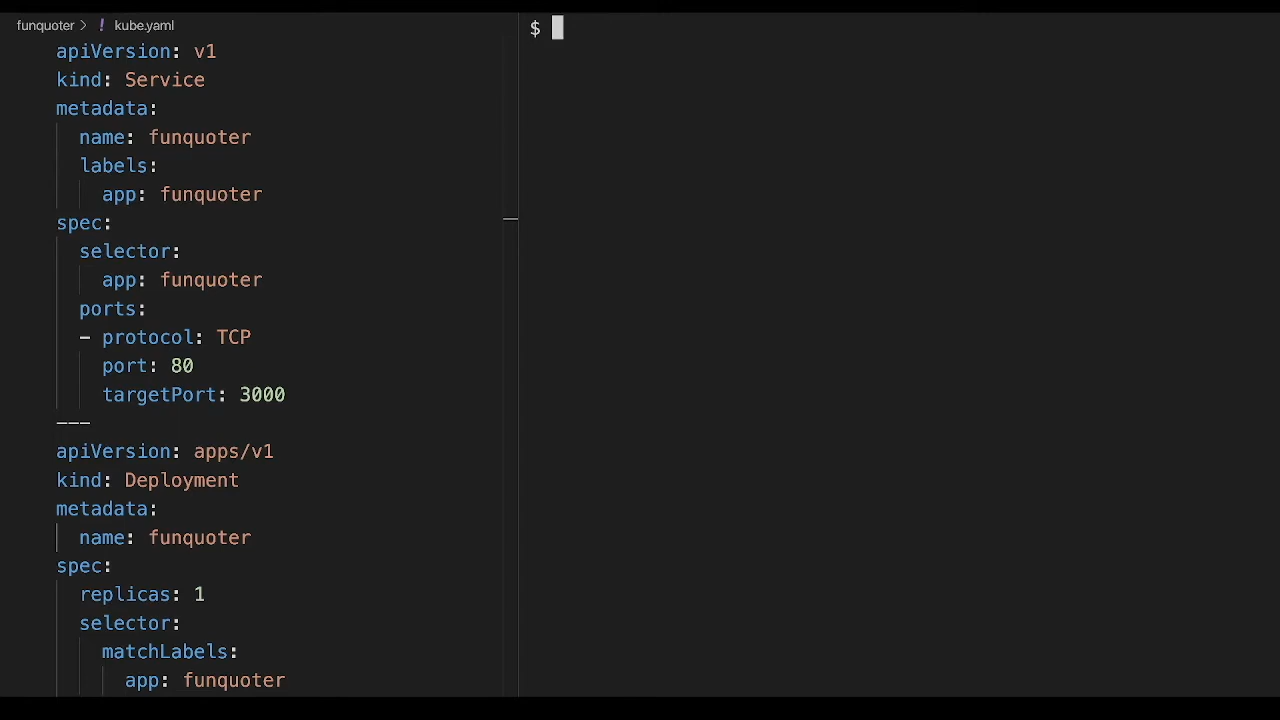 funquoter > ! kube.yaml
apiVersion: v1
kind: Service
metadata:
  name: funquoter
  labels:
    app: funquoter
spec:
  selector:
    app: funquoter
  ports:
  - protocol: TCP
    port: 80
    targetPort: 3000
---
apiVersion: apps/v1
kind: Deployment
metadata:
  name: funquoter
spec:
  replicas: 1
  selector:
    matchLabels:
      app: funquoter
$